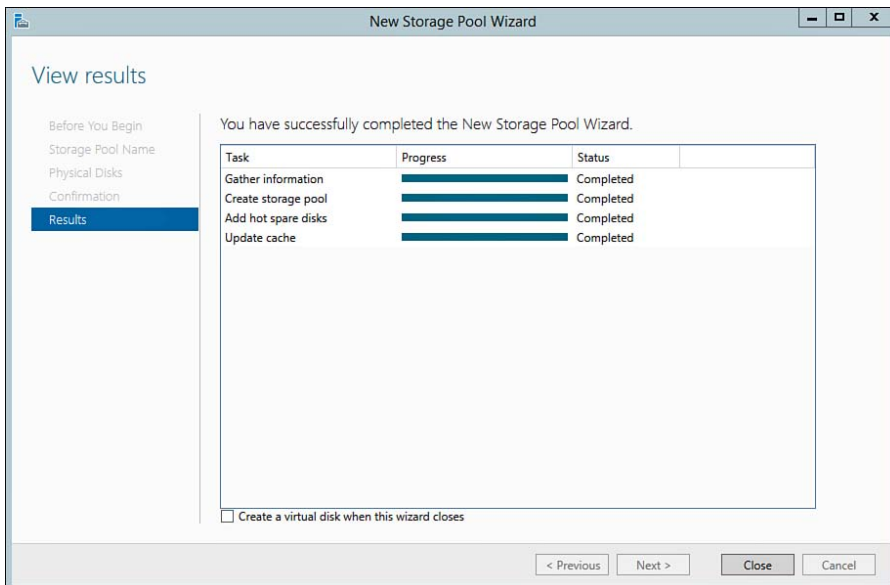 New Storage Pool Wizard
View results
Before You Begin
Storage Pool Name
Physical Disks
Confirmation
Results
You have successfully completed the New Storage Pool Wizard.
Task Progress Status
Gather information Completed
Create storage pool Completed
Add hot spare disks Completed
Update cache Completed
Create a virtual disk when this wizard closes
< Previous Next > Close Cancel